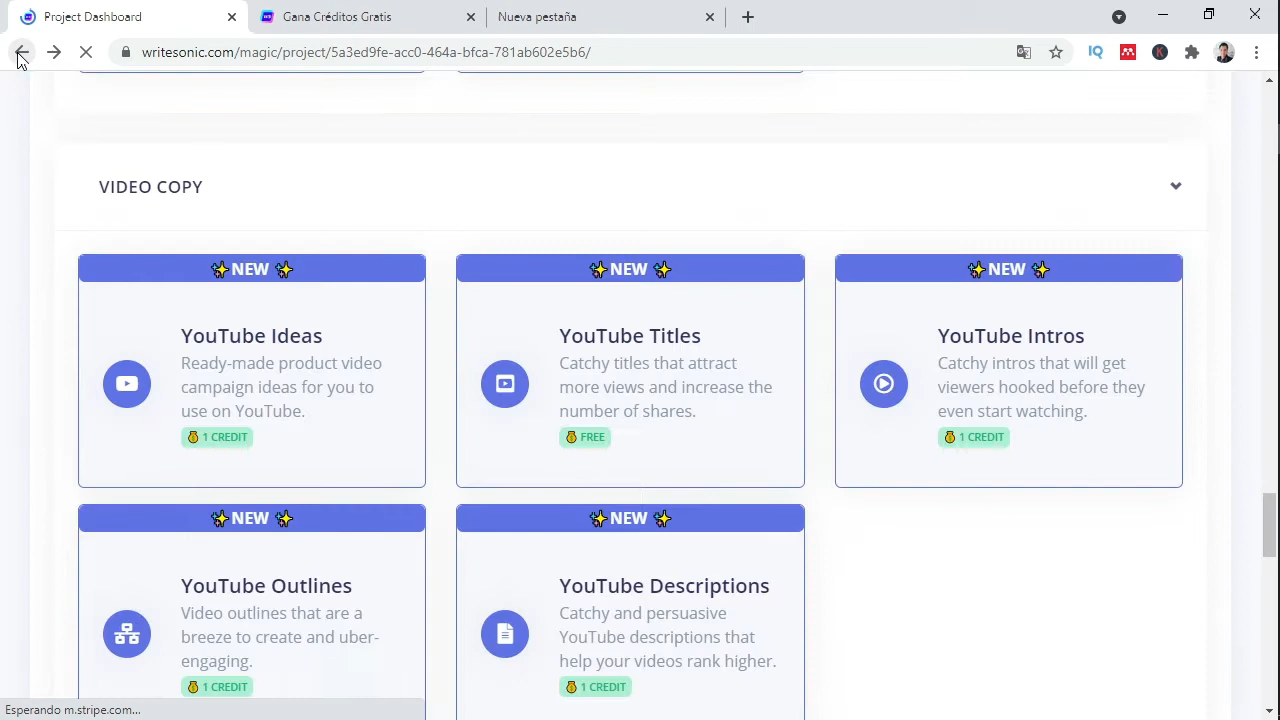 Project Dashboard
Gana Créditos Gratis
Nueva pestaña
writesonic.com/magic/project/5a3ed9fe-acc0-464a-bfca-781ab602e5b6/
IQ
K
VIDEO COPY
✨NEW ✨
YouTube Ideas
Ready-made product video
campaign ideas for you to
use on YouTube.
1 CREDIT
✨NEW ✨
YouTube Titles
Catchy titles that attract
more views and increase the
number of shares.
FREE
✨NEW ✨
YouTube Intros
Catchy intros that will get
viewers hooked before they
even start watching.
1 CREDIT
✨NEW ✨
YouTube Outlines
Video outlines that are a
breeze to create and uber-
engaging.
1 CREDIT
✨NEW ✨
YouTube Descriptions
Catchy and persuasive
YouTube descriptions that
help your videos rank higher.
1 CREDIT
Esperando m.stripe.com...